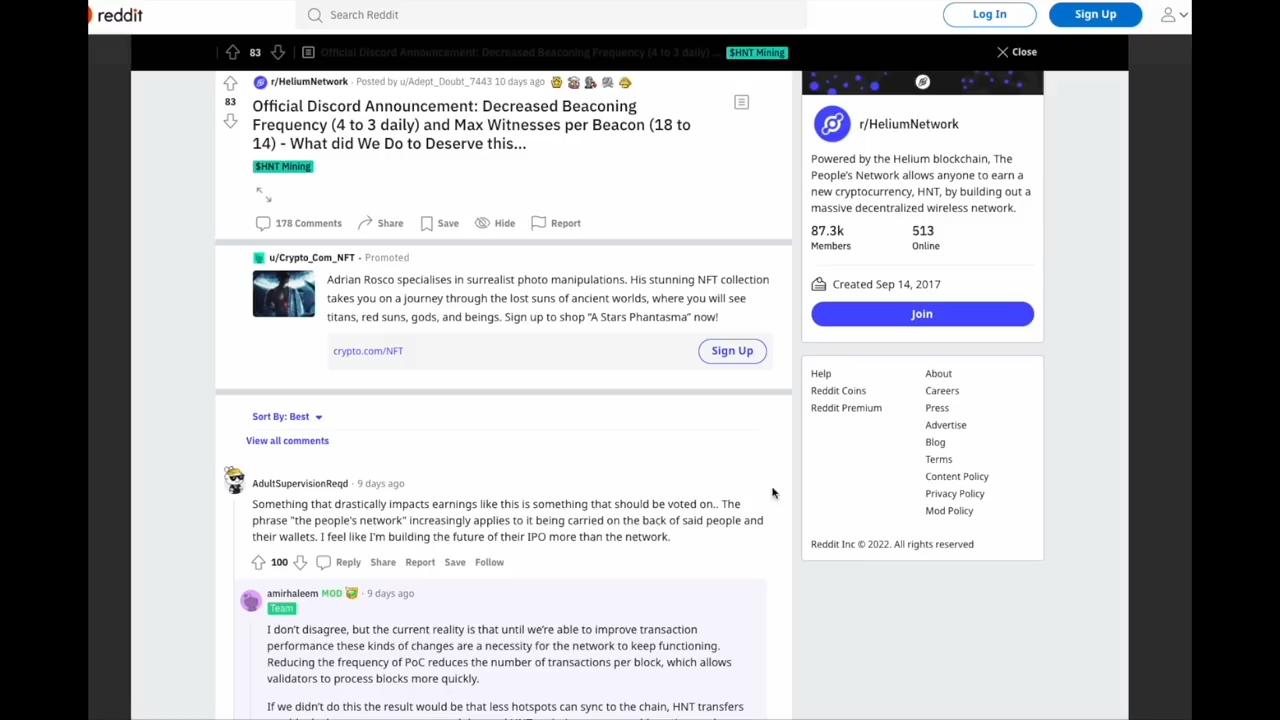 reddit
Search Reddit
Log In
Sign Up
83
Official Discord Announcement: Decreased Beaconing Frequency (4 to 3 daily) ...
$HNT Mining
Close
r/HeliumNetwork • Posted by u/Adept_Doubt_7443 10 days ago
83
Official Discord Announcement: Decreased Beaconing
Frequency (4 to 3 daily) and Max Witnesses per Beacon (18 to
14) - What did We Do to Deserve this...
$HNT Mining
178 Comments
Share
Save
Hide
Report
u/Crypto_Com_NFT • Promoted
Adrian Rosco specialises in surrealist photo manipulations. His stunning NFT collection
takes you on a journey through the lost suns of ancient worlds, where you will see
titans, red suns, gods, and beings. Sign up to shop “A Stars Phantasma” now!
crypto.com/NFT
Sign Up
Sort By: Best
View all comments
AdultSupervisionReqd · 9 days ago
Something that drastically impacts earnings like this is something that should be voted on.. The
phrase "the people's network" increasingly applies to it being carried on the back of said people and
their wallets. I feel like I'm building the future of their IPO more than the network.
100
Reply
Share
Report
Save
Follow
amirhaleem MOD · 9 days ago
Team
I don't disagree, but the current reality is that until we're able to improve transaction
performance these kinds of changes are a necessity for the network to keep functioning.
Reducing the frequency of PoC reduces the number of transactions per block, which allows
validators to process blocks more quickly.
If we didn't do this the result would be that less hotspots can sync to the chain, HNT transfers
r/HeliumNetwork
Powered by the Helium blockchain, The
People's Network allows anyone to earn a
new cryptocurrency, HNT, by building out a
massive decentralized wireless network.
87.3k
Members
513
Online
Created Sep 14, 2017
Join
Help
Reddit Coins
Reddit Premium
About
Careers
Press
Advertise
Blog
Terms
Content Policy
Privacy Policy
Mod Policy
Reddit Inc © 2022. All rights reserved